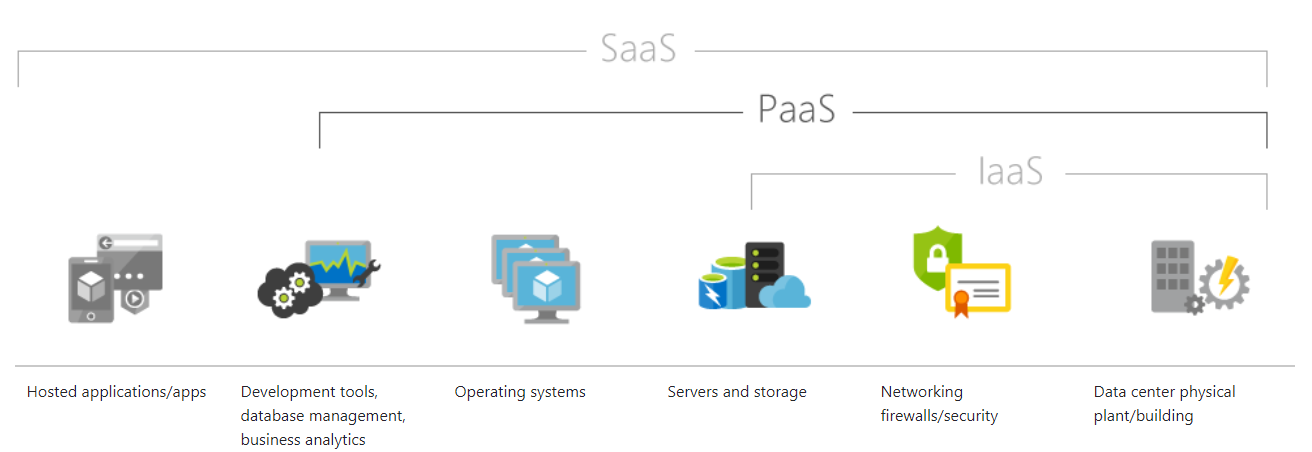 SaaS
PaaS
IaaS
Hosted applications/apps
Development tools,
database management,
business analytics
Operating systems
Servers and storage
Networking
firewalls/security
Data center physical
plant/building